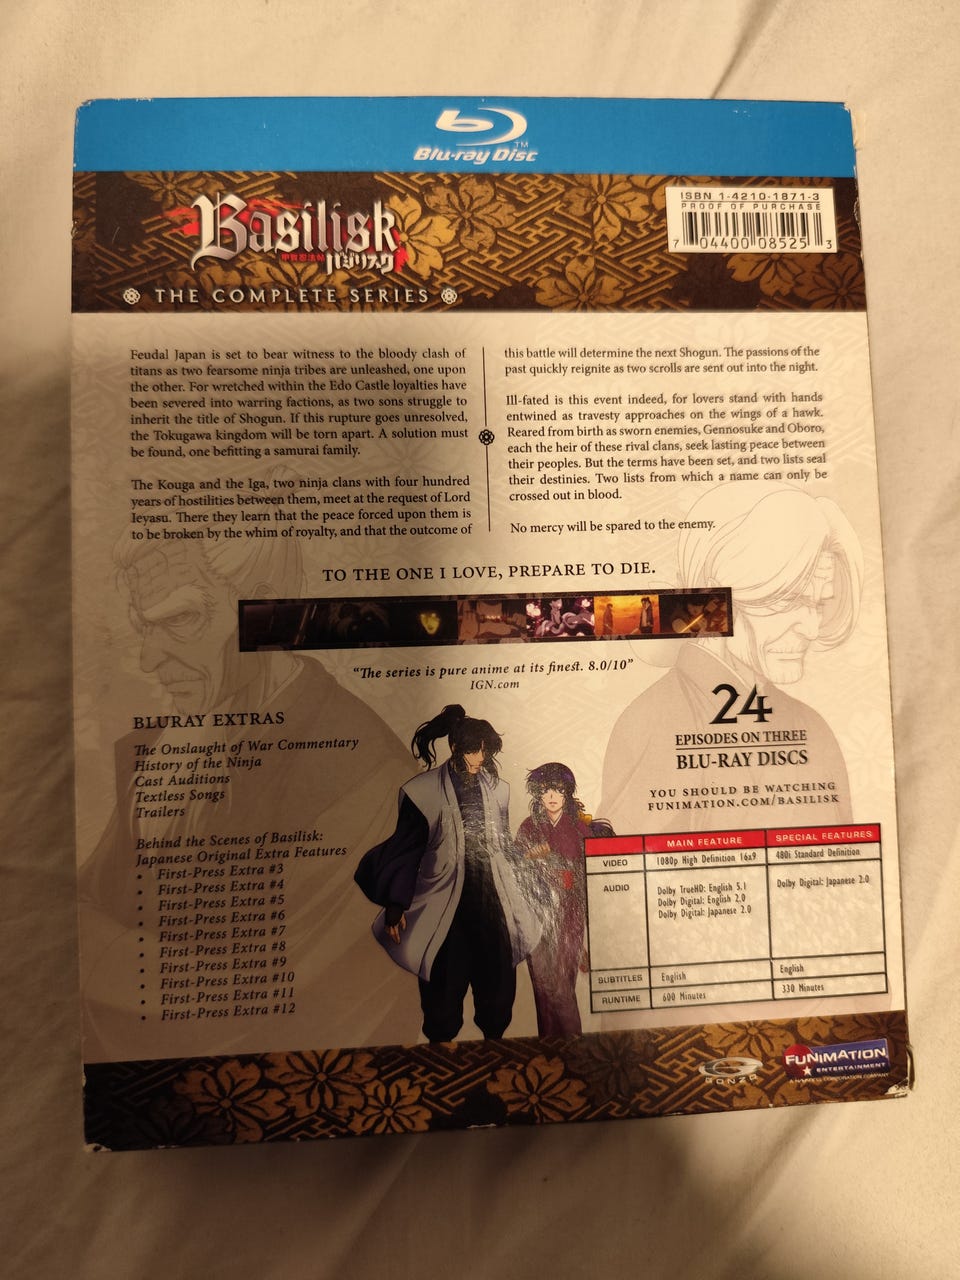 Blu-ray Disc
TM
ISBN 1-4210-1871-3
PROOF OF PURCHASE
7 04400 08525 3
Basilisk
甲賀忍法帖
バジリスク
THE COMPLETE SERIES
Feudal Japan is set to bear witness to the bloody clash of
titans as two fearsome ninja tribes are unleashed, one upon
the other. For wretched within the Edo Castle loyalties have
been severed into warring factions, as two sons struggle to
inherit the title of Shogun. If this rupture goes unresolved,
the Tokugawa kingdom will be torn apart. A solution must
be found, one befitting a samurai family.
The Kouga and the Iga, two ninja clans with four hundred
years of hostilities between them, meet at the request of Lord
Ieyasu. There they learn that the peace forced upon them is
to be broken by the whim of royalty, and that the outcome of
this battle will determine the next Shogun. The passions of the
past quickly reignite as two scrolls are sent out into the night.
Ill-fated is this event indeed, for lovers stand with hands
entwined as travesty approaches on the wings of a hawk.
Reared from birth as sworn enemies, Gennosuke and Oboro,
each the heir of these rival clans, seek lasting peace between
their peoples. But the terms have been set, and two lists seal
their destinies. Two lists from which a name can only be
crossed out in blood.
No mercy will be spared to the enemy.
TO THE ONE I LOVE, PREPARE TO DIE.
“The series is pure anime at its finest. 8.0/10”
IGN.com
BLURAY EXTRAS
The Onslaught of War Commentary
History of the Ninja
Cast Auditions
Textless Songs
Trailers
Behind the Scenes of Basilisk:
Japanese Original Extra Features
• First-Press Extra #3
• First-Press Extra #4
• First-Press Extra #5
• First-Press Extra #6
• First-Press Extra #7
• First-Press Extra #8
• First-Press Extra #9
• First-Press Extra #10
• First-Press Extra #11
• First-Press Extra #12
24
EPISODES ON THREE
BLU-RAY DISCS
YOU SHOULD BE WATCHING
FUNIMATION.COM/BASILISK
MAIN FEATURE SPECIAL FEATURES
VIDEO 1080p High Definition 16x9 480i Standard Definition
AUDIO Dolby TrueHD: English 5.1 Dolby Digital: Japanese 2.0
Dolby Digital: English 2.0
Dolby Digital: Japanese 2.0
SUBTITLES English English
RUNTIME 600 Minutes 330 Minutes
GONZO
FUNIMATION
ENTERTAINMENT
A NAVARRE CORPORATION COMPANY